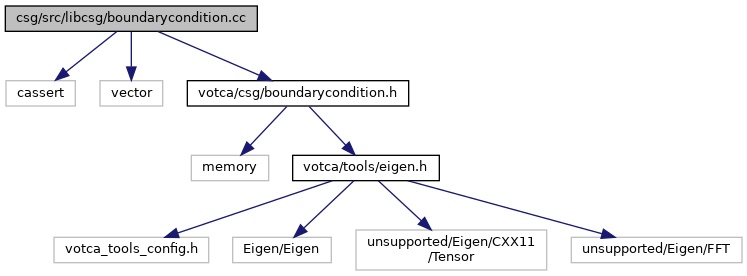 csg/src/libcsg/boundarycondition.cc
cassert
vector
votca/csg/boundarycondition.h
memory
votca/tools/eigen.h
votca_tools_config.h
Eigen/Eigen
unsupported/Eigen/CXX11
/Tensor
unsupported/Eigen/FFT